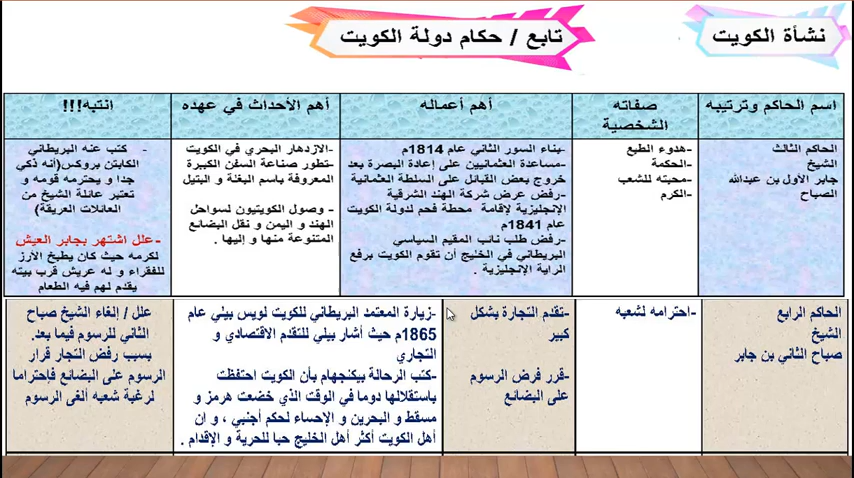 نشأة الكويت
تابع / حكام دولة الكويت
اسم الحاكم وترتيبه
صفاته
الشخصية
أهم أعماله
أهم الأحداث في عهده
انتبه!!!
الحاكم الثالث
الشيخ
جابر الأول بن عبدالله
الصباح
-هدوء الطبع
-الحكمة
-محبته للشعب
-الكرم
-بناء السور الثاني عام 1814م
-مساعدة العثمانيين على إعادة البصرة بعد
خروج بعض القبائل على السلطة العثمانية
-رفض عرض شركة الهند الشرقية
الإنجليزية لإقامة محطة فحم لدولة الكويت
عام 1841م
-رفض طلب نائب المقيم السياسي
البريطاني في الخليج أن تقوم الكويت برفع
الراية الإنجليزية .
-الازدهار البحري في الكويت
-تطور صناعة السفن الكبيرة
المعروفة باسم البغلة و البتيل
- وصول الكويتيون لسواحل
الهند و اليمن و نقل البضائع
المتنوعة منها و إليها .
- كتب عنه البريطاني
الكابتن بروكس(أنه ذكي
جدا و يحترمه قومه و
تعتبر عائلة الشيخ من
العائلات العريقة)
-علل اشتهر بجابر العيش
لكرمه حيث كان يطبخ الأرز
للفقراء و له عريش قرب بيته
يقدم لهم فيه الطعام
الحاكم الرابع
الشيخ
صباح الثاني بن جابر
-احترامه لشعبه
-تقدم التجارة بشكل
كبير
-قرر فرض الرسوم
على البضائع
-زيارة المعتمد البريطاني للكويت لويس بيلي عام
1865م حيث أشار بيلي للتقدم الاقتصادي و
التجاري
-كتب الرحالة بيكنجهام بأن الكويت احتفظت
باستقلالها دوما في الوقت الذي خضعت هرمز و
مسقط و البحرين و الإحساء لحكم أجنبي ، و ان
أهل الكويت أكثر أهل الخليج حبا للحرية و الإقدام .
علل / إلغاء الشيخ صباح
الثاني للرسوم فيما بعد.
بسبب رفض التجار قرار
الرسوم على البضائع فإحتراما
لرغبة شعبه ألغى الرسوم